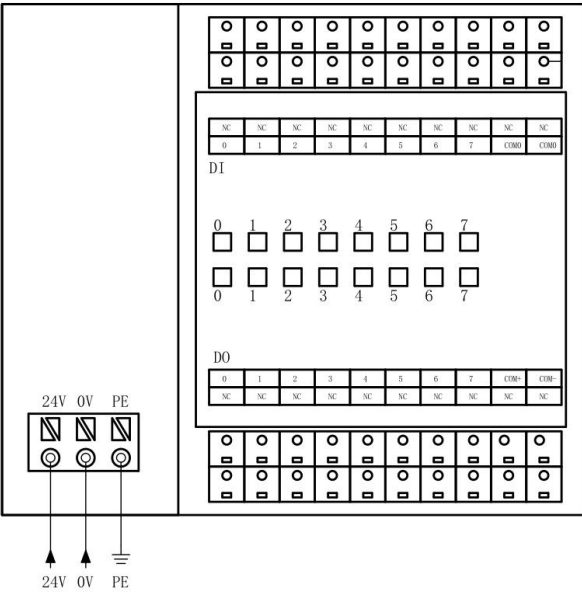 NC NC NC NC NC NC NC NC NC NC
0 1 2 3 4 5 6 7 COM0 COM0
DI
0 1 2 3 4 5 6 7
0 1 2 3 4 5 6 7
DO
0 1 2 3 4 5 6 7 COM+ COM-
NC NC NC NC NC NC NC NC NC NC
24V 0V PE
24V 0V PE